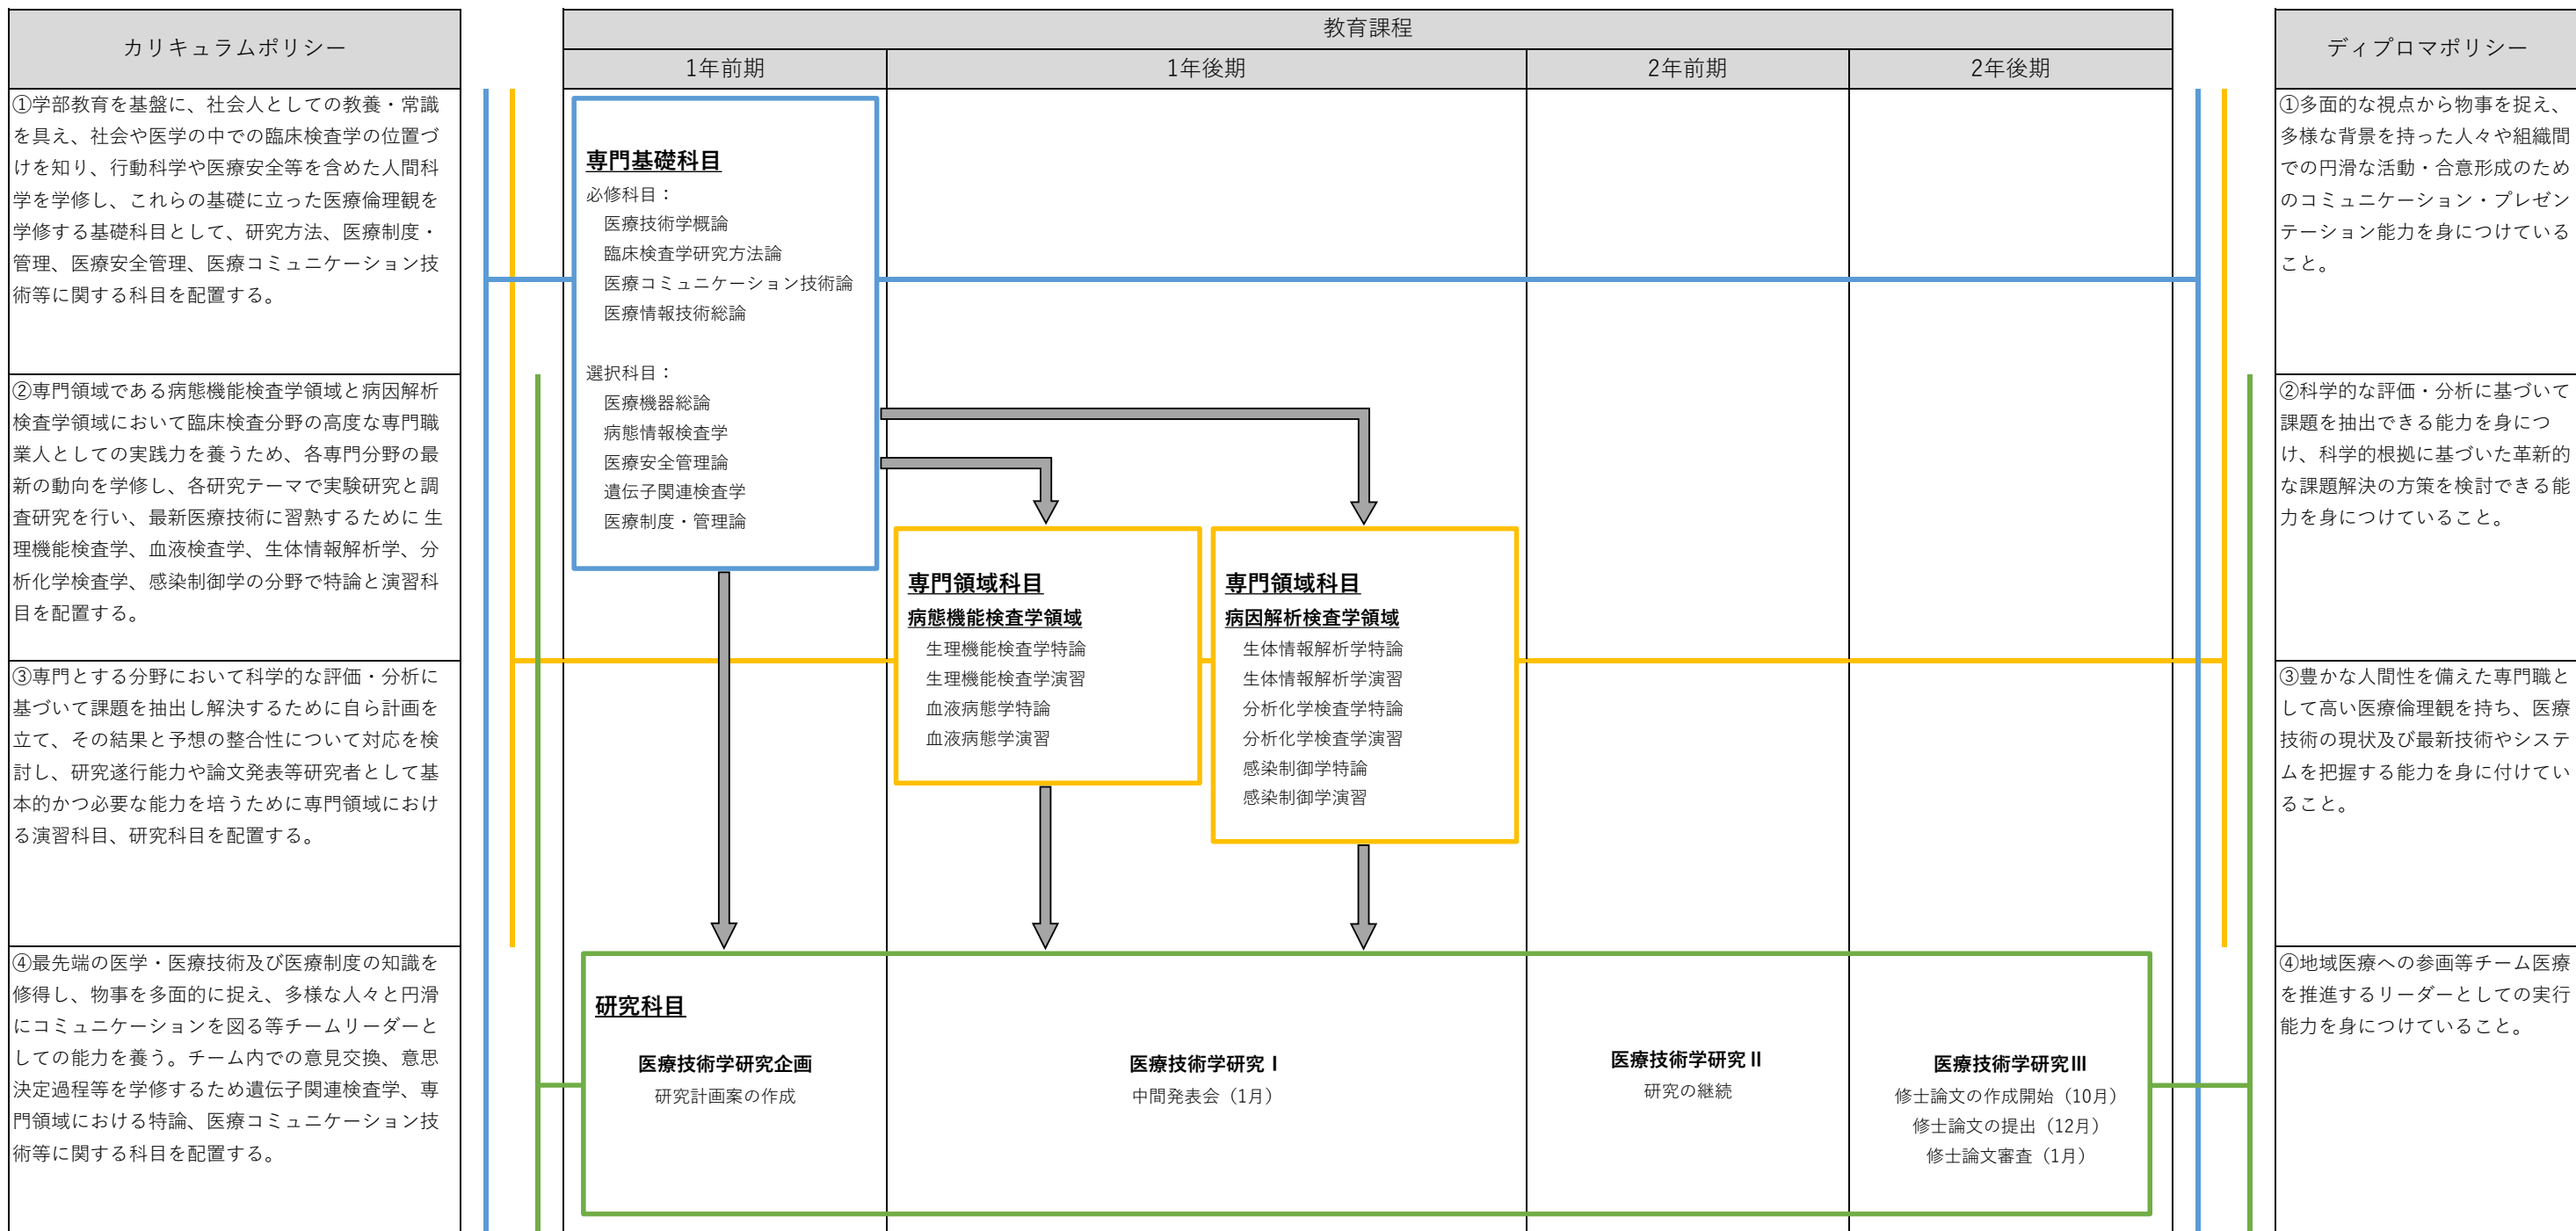 カリキュラムポリシー
①学部教育を基盤に、社会人としての教養・常識
を具え、社会や医学の中での臨床検査学の位置づ
けを知り、行動科学や医療安全等を含めた人間科
学を学修し、これらの基礎に立った医療倫理観を
学修する基礎科目として、研究方法、医療制度・
管理、医療安全管理、医療コミュニケーション技
術等に関する科目を配置する。
②専門領域である病態機能検査学領域と病因解析
検査学領域において臨床検査分野の高度な専門職
業人としての実践力を養うため、各専門分野の最
新の動向を学修し、各研究テーマで実験研究と調
査研究を行い、最新医療技術に習熟するために 生
理機能検査学、血液検査学、生体情報解析学、分
析化学検査学、感染制御学の分野で特論と演習科
目を配置する。
③専門とする分野において科学的な評価・分析に
基づいて課題を抽出し解決するために自ら計画を
立て、その結果と予想の整合性について対応を検
討し、研究遂行能力や論文発表等研究者として基
本的かつ必要な能力を培うために専門領域におけ
る演習科目、研究科目を配置する。
④最先端の医学・医療技術及び医療制度の知識を
修得し、物事を多面的に捉え、多様な人々と円滑
にコミュニケーションを図る等チームリーダーと
しての能力を養う。チーム内での意見交換、意思
決定過程等を学修するため遺伝子関連検査学、専
門領域における特論、医療コミュニケーション技
術等に関する科目を配置する。
教育課程
1年前期
1年後期
2年前期
2年後期
専門基礎科目
必修科目：
医療技術学概論
臨床検査学研究方法論
医療コミュニケーション技術論
医療情報技術総論
選択科目：
医療機器総論
病態情報検査学
医療安全管理論
遺伝子関連検査学
医療制度・管理論
専門領域科目
病態機能検査学領域
生理機能検査学特論
生理機能検査学演習
血液病態学特論
血液病態学演習
専門領域科目
病因解析検査学領域
生体情報解析学特論
生体情報解析学演習
分析化学検査学特論
分析化学検査学演習
感染制御学特論
感染制御学演習
研究科目
医療技術学研究企画
研究計画案の作成
医療技術学研究Ⅰ
中間発表会（1月）
医療技術学研究Ⅱ
研究の継続
医療技術学研究Ⅲ
修士論文の作成開始（10月）
修士論文の提出（12月）
修士論文審査（1月）
ディプロマポリシー
①多面的な視点から物事を捉え、
多様な背景を持った人々や組織間
での円滑な活動・合意形成のため
のコミュニケーション・プレゼン
テーション能力を身につけている
こと。
②科学的な評価・分析に基づいて
課題を抽出できる能力を身につ
け、科学的根拠に基づいた革新的
な課題解決の方策を検討できる能
力を身につけていること。
③豊かな人間性を備えた専門職と
して高い医療倫理観を持ち、医療
技術の現状及び最新技術やシステ
ムを把握する能力を身に付けてい
ること。
④地域医療への参画等チーム医療
を推進するリーダーとしての実行
能力を身につけていること。